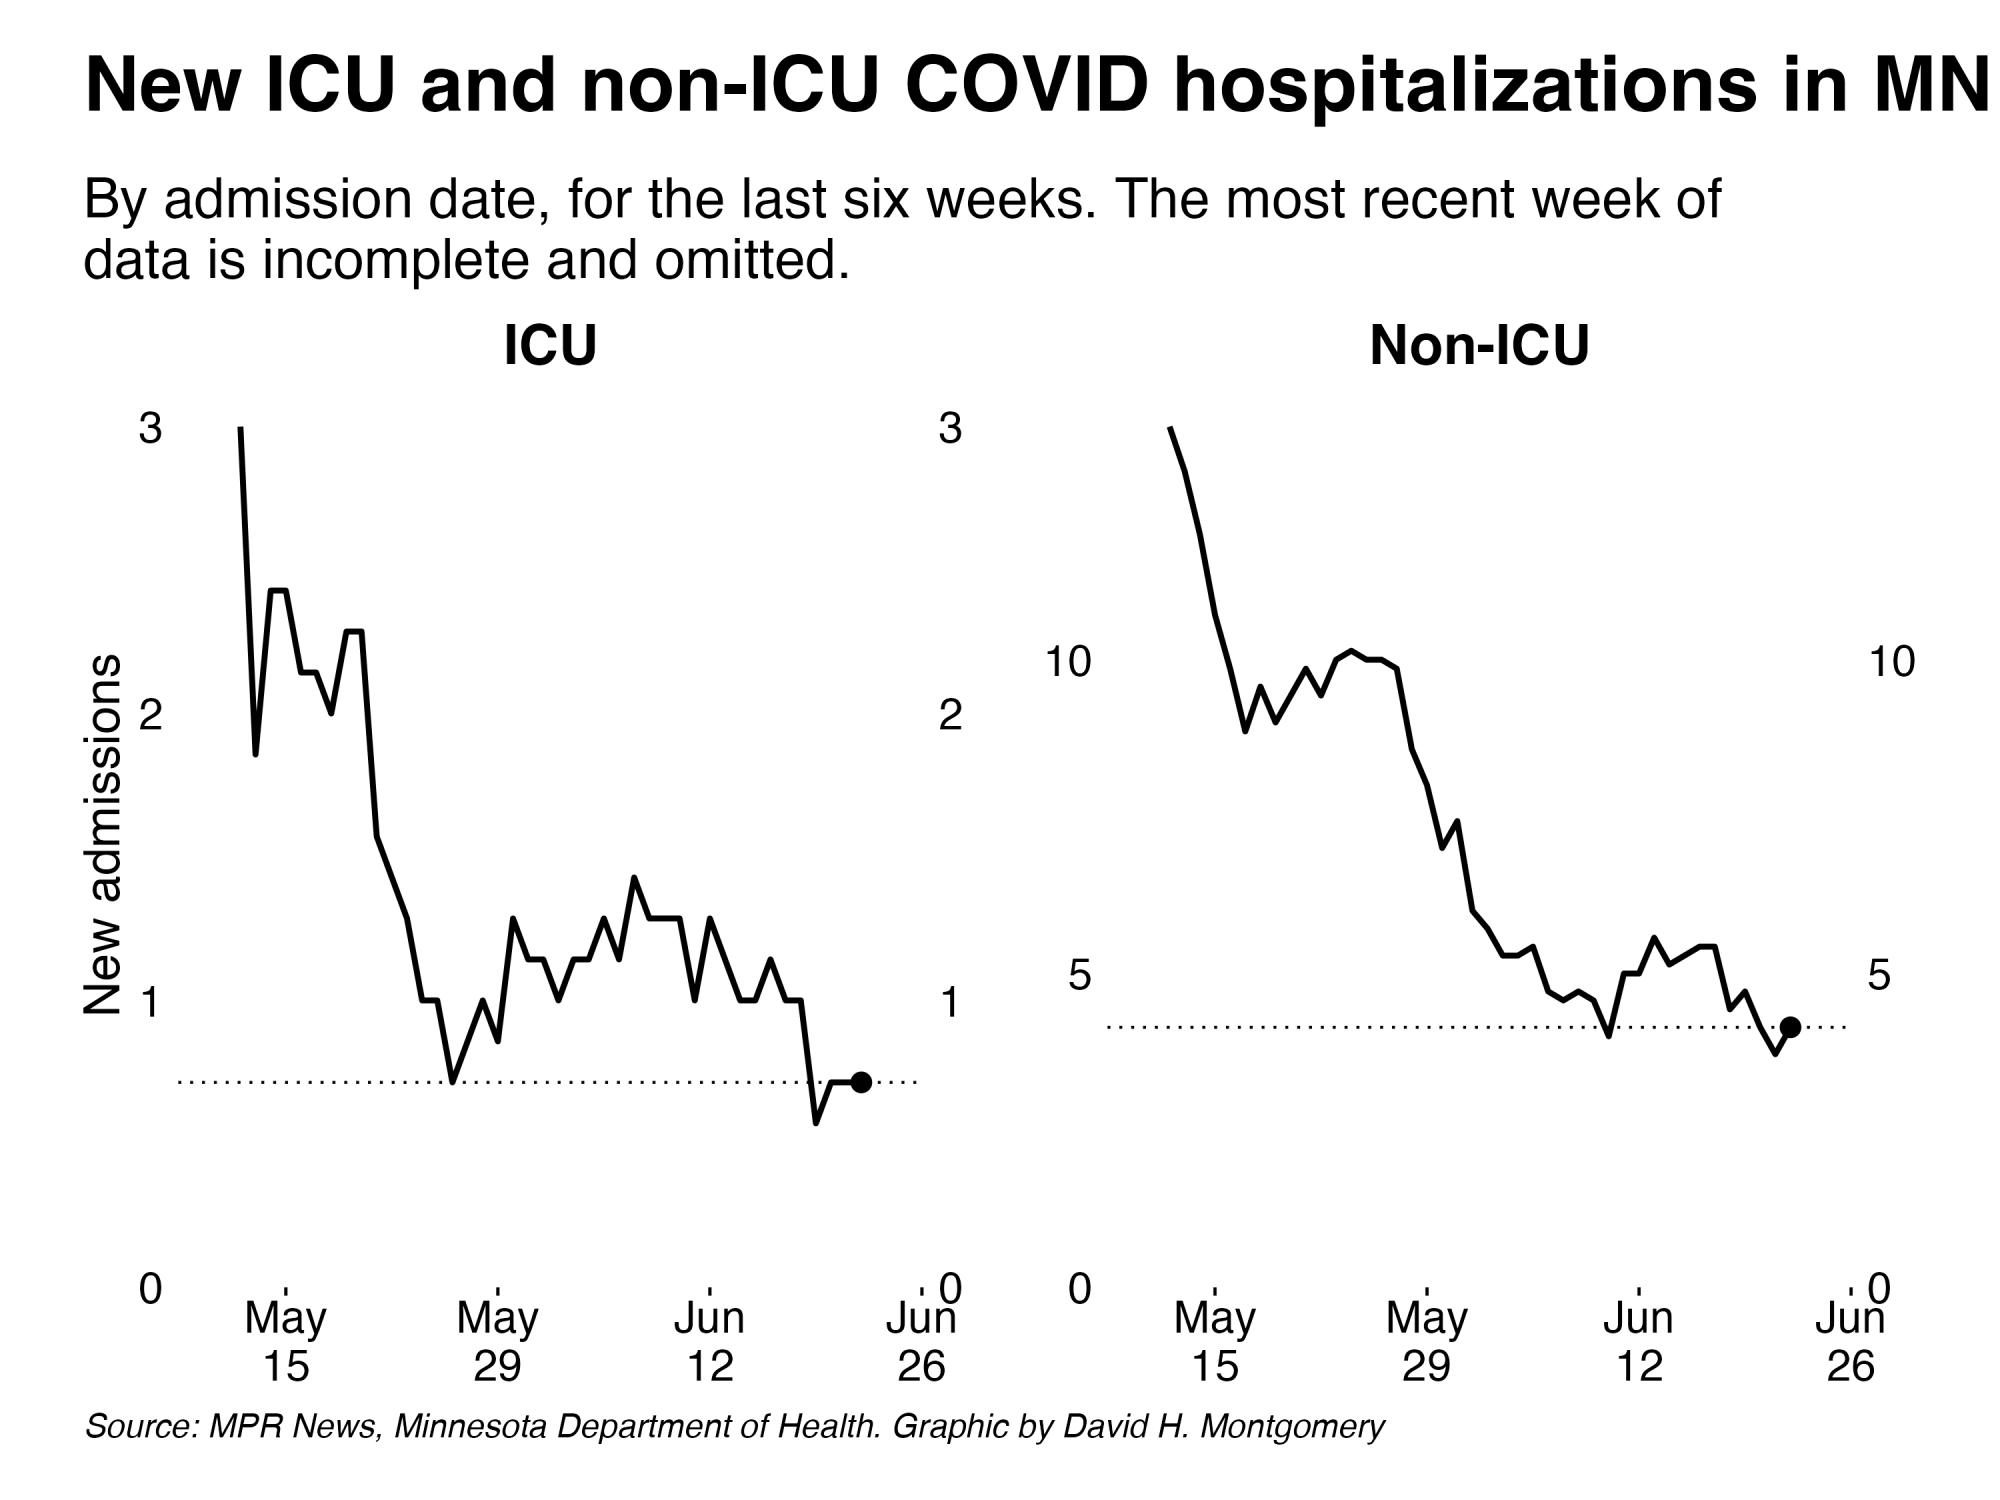 New ICU and non-ICU COVID hospitalizations in MN
By admission date, for the last six weeks. The most recent week of
data is incomplete and omitted.
ICU
Non-ICU
New admissions
3
2
1
0
3
2
1
0
10
5
0
10
5
0
May
15
May
29
Jun
12
Jun
26
May
15
May
29
Jun
12
Jun
26
Source: MPR News, Minnesota Department of Health. Graphic by David H. Montgomery